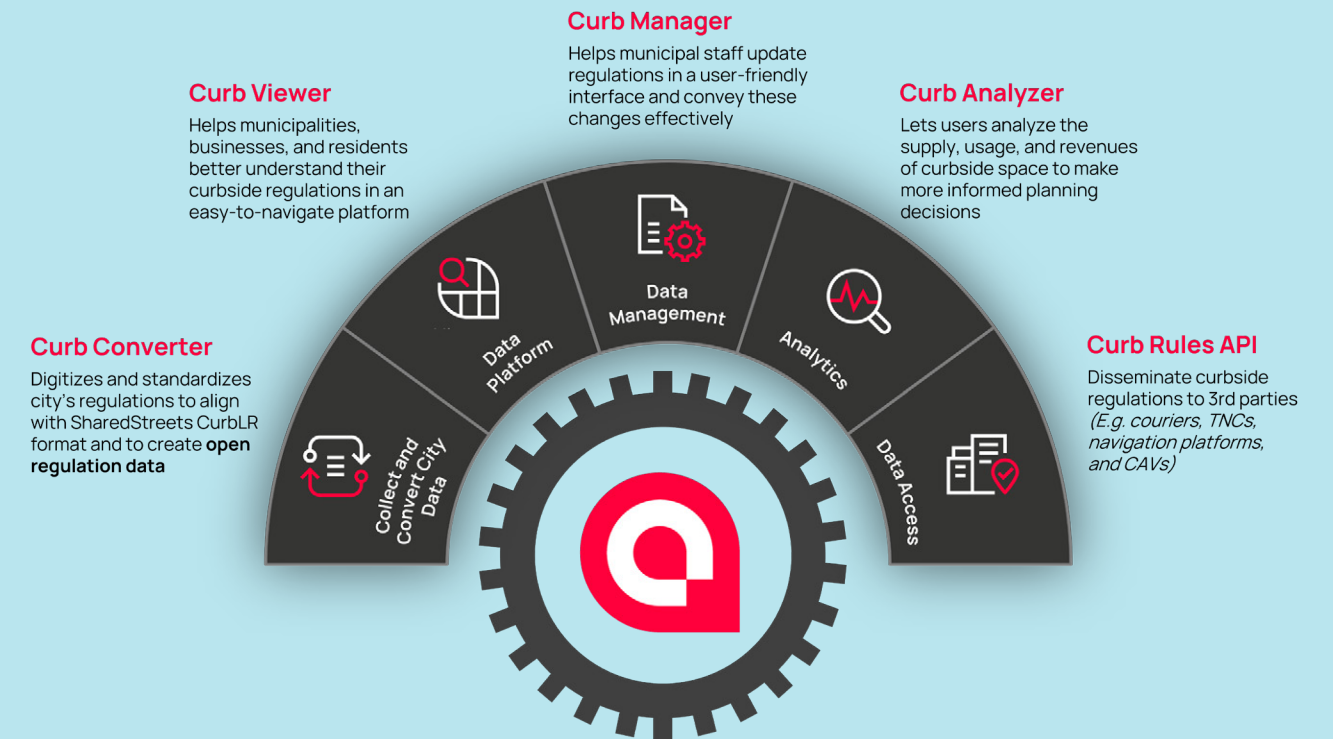 Curb Manager
Helps municipal staff update
regulations in a user-friendly
interface and convey these
changes effectively
Curb Viewer
Helps municipalities,
businesses, and residents
better understand their
curbside regulations in an
easy-to-navigate platform
Curb Analyzer
Lets users analyze the
supply, usage, and revenues
of curbside space to make
more informed planning
decisions
Curb Converter
Digitizes and standardizes
city's regulations to align
with SharedStreets CurbLR
format and to create open
regulation data
Curb Rules API
Disseminate curbside
regulations to 3rd parties
(E.g. couriers, TNCs,
navigation platforms,
and CAVs)
Collect and
Convert City
Data
Data
Platform
Data
Management
Analytics
Data Access